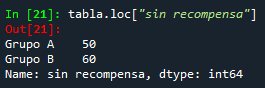 In [21]: tabla.loc["sin recompensa"]
Out[21]:
Grupo A    50
Grupo B    60
Name: sin recompensa, dtype: int64